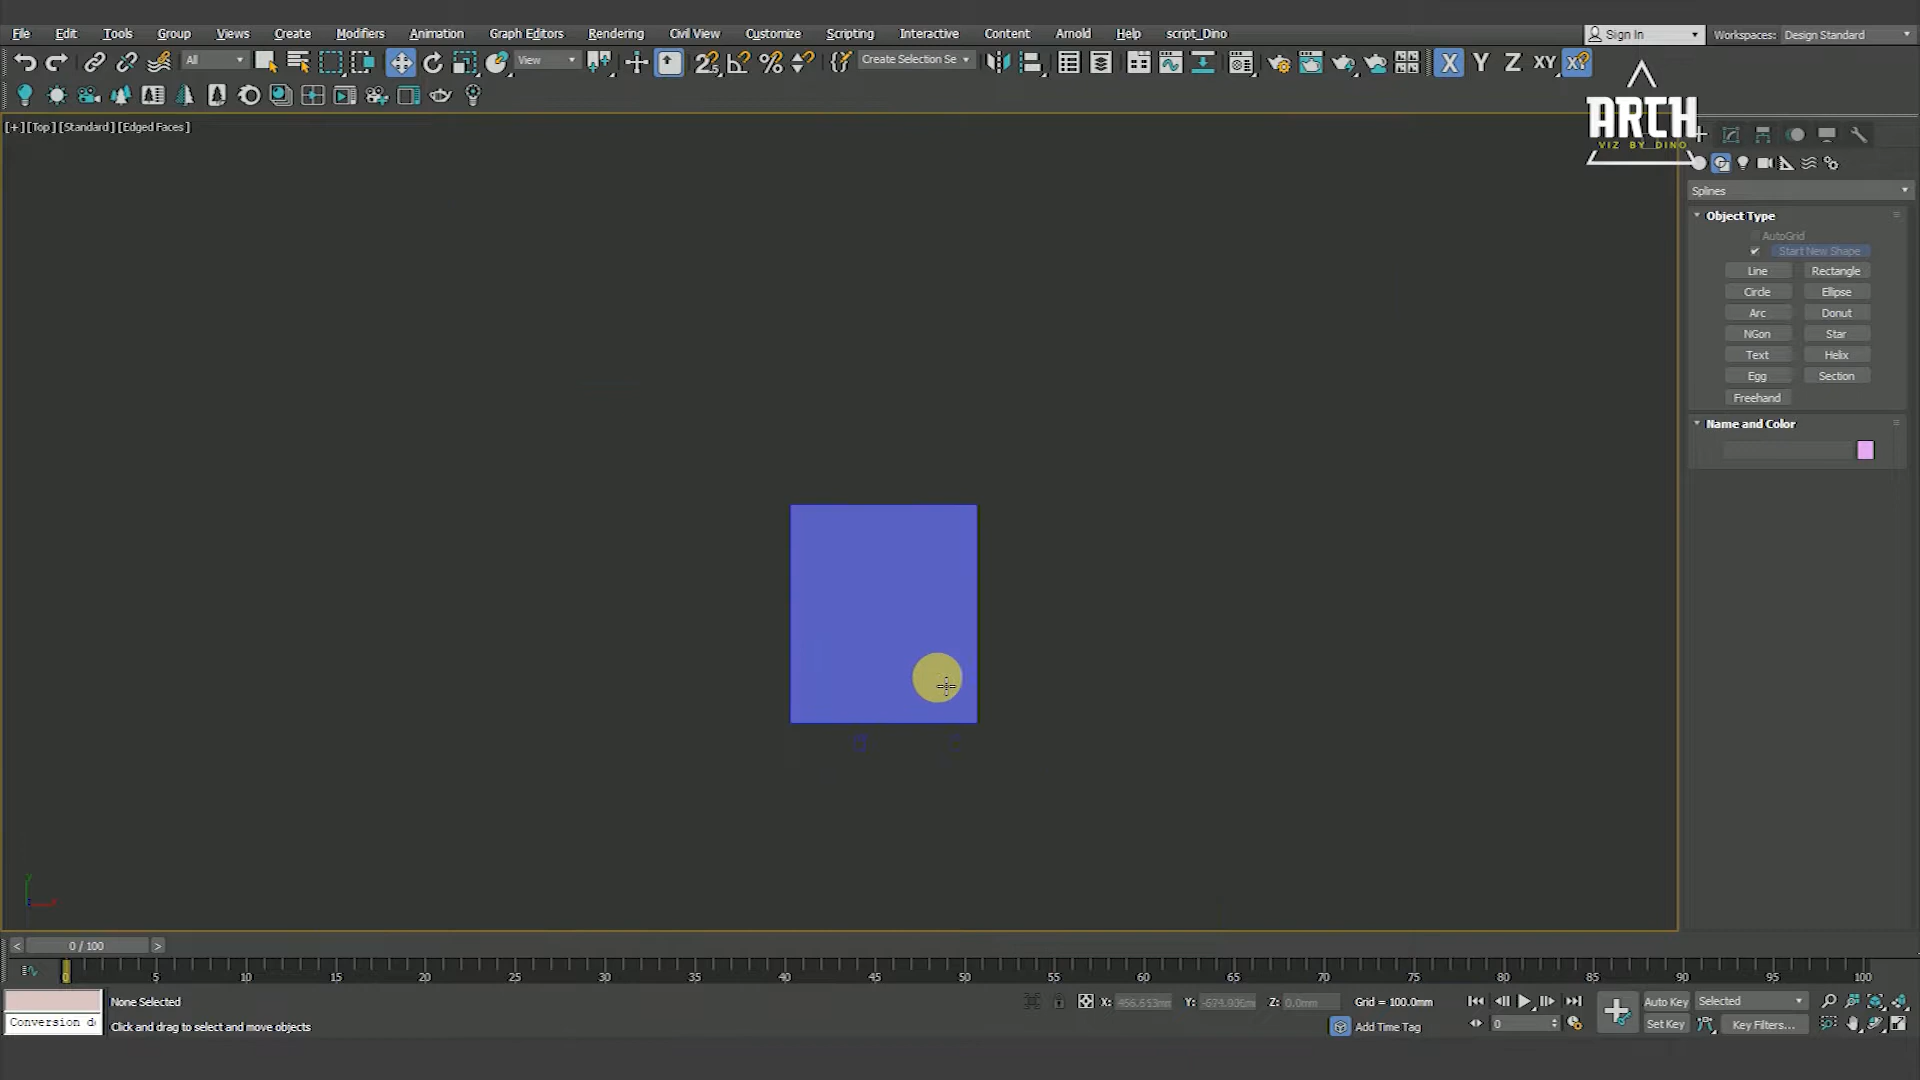 File Edit Tools Group Views Create Modifiers Animation Graph Editors Rendering Civil View Customize Scripting Interactive Content Arnold Help script_Dino
Sign In
Workspaces: Design Standard
All
View
Create Selection Se
X Y Z XY XY
ARCH
VIZ BY DINO
[+] [Top] [Standard] [Edged Faces]
Splines
Object Type
AutoGrid
Start New Shape
Line Rectangle
Circle Ellipse
Arc Donut
NGon Star
Text Helix
Egg Section
Freehand
Name and Color
y
< 0 / 100 >
0 5 10 15 20 25 30 35 40 45 50 55 60 65 70 75 80 85 90 95 100
None Selected
X: Y: Z: 0.0mm Grid = 100.0mm
Auto Key Selected
Conversion d
Click and drag to select and move objects
Add Time Tag
0
Set Key Key Filters...